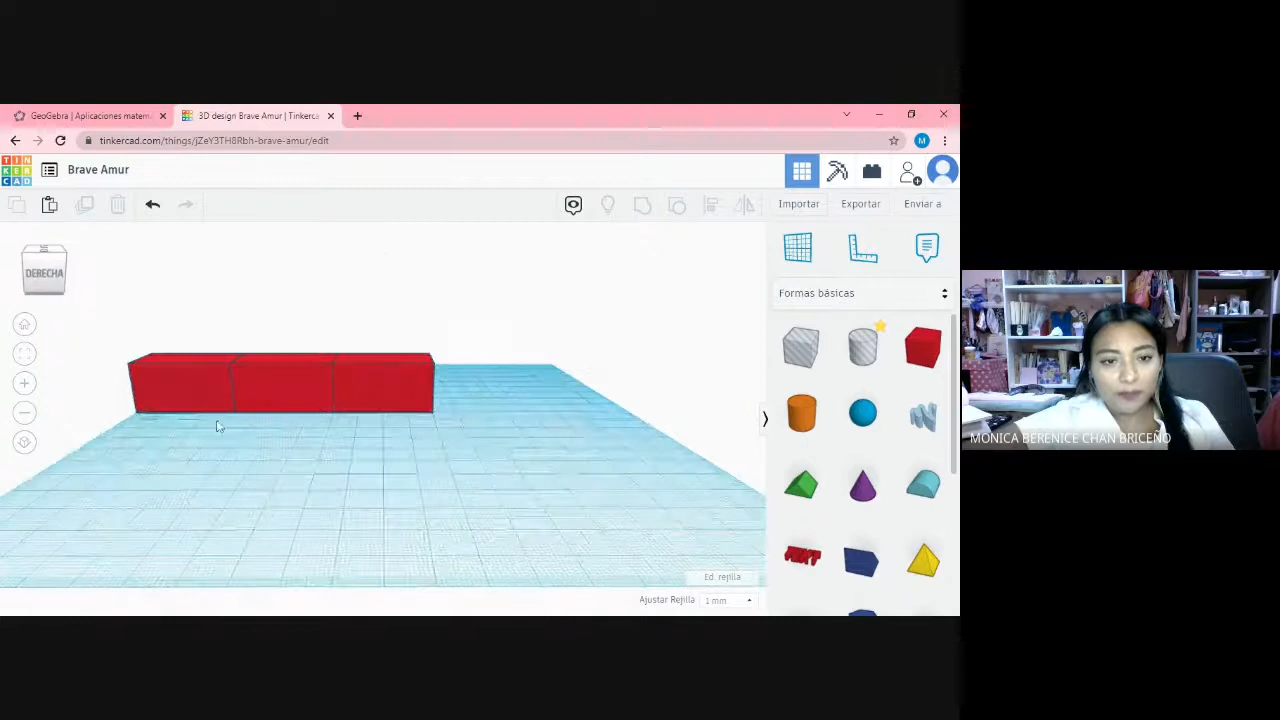 GeoGebra | Aplicaciones matem
3D design Brave Amur | Tinkerca
tinkercad.com/things/jZeY3TH8Rbh-brave-amur/edit
M
TIN
KER
CAD
Brave Amur
Importar
Exportar
Enviar a
DERECHA
Formas básicas
TEXT
Ed. rejilla
Ajustar Rejilla
1 mm
MONICA BERENICE CHAN BRICEÑO